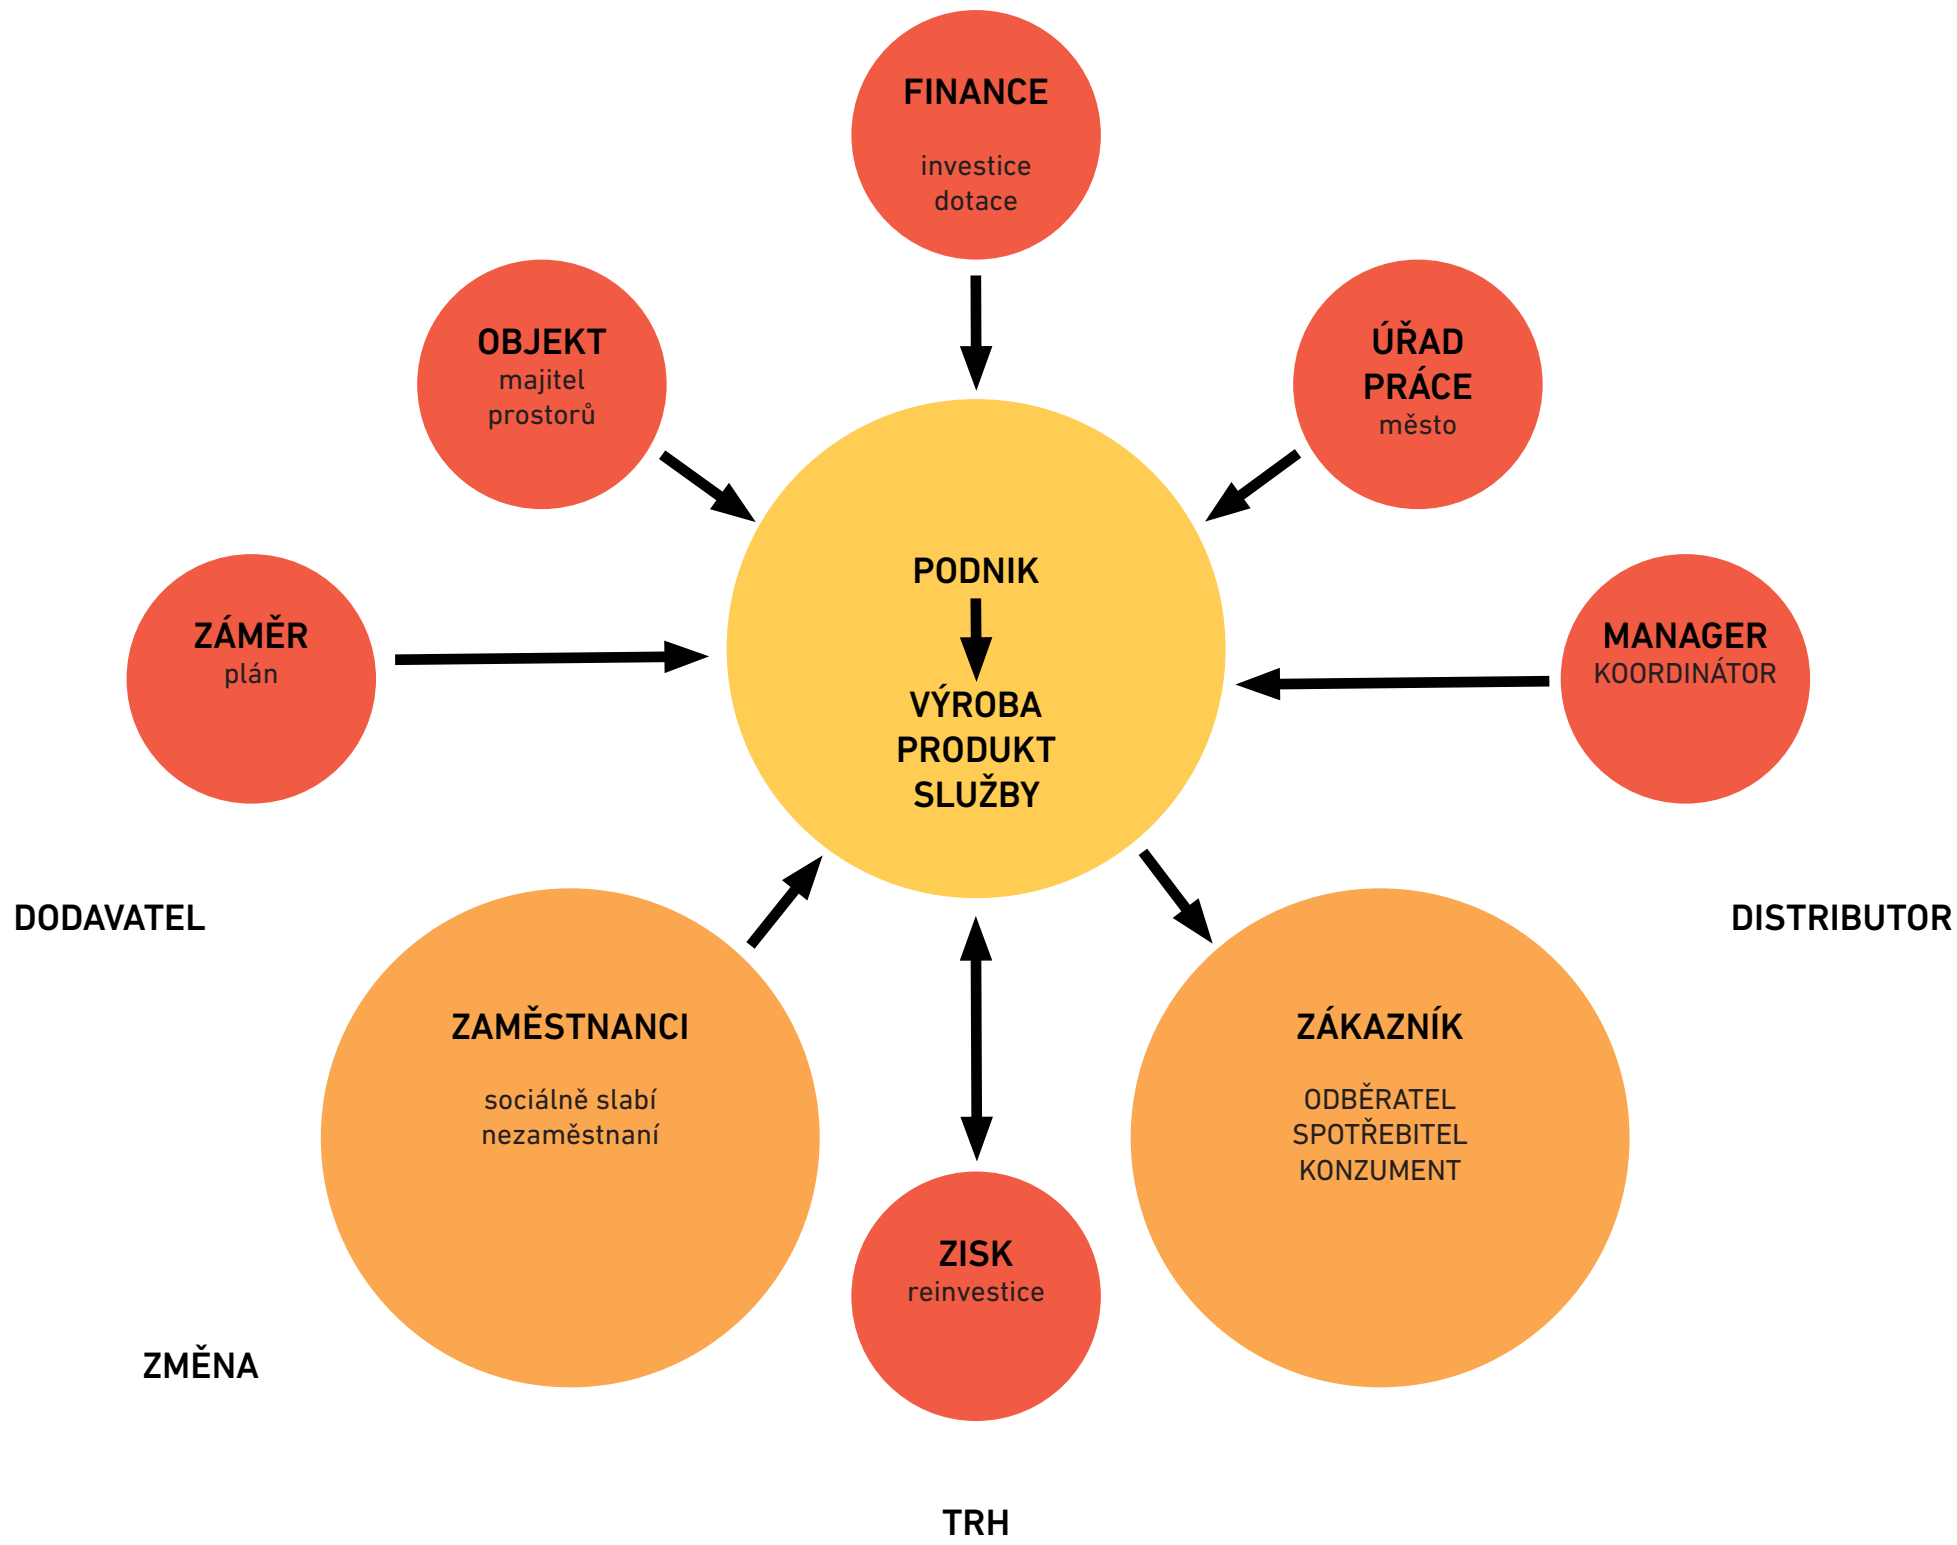 FINANCE
investice
dotace
OBJEKT
majitel
prostorů
ÚŘAD
PRÁCE
město
ZÁMĚR
plán
PODNIK
VÝROBA
PRODUKT
SLUŽBY
MANAGER
KOORDINÁTOR
DODAVATEL
DISTRIBUTOR
ZAMĚSTNANCI
sociálně slabí
nezaměstnaní
ZÁKAZNÍK
ODBĚRATEL
SPOTŘEBITEL
KONZUMENT
ZISK
reinvestice
ZMĚNA
TRH